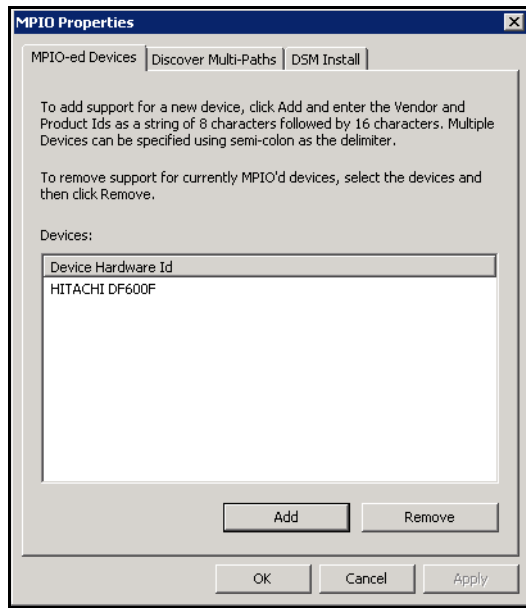 MPIO Properties
MPIO-ed Devices Discover Multi-Paths DSM Install
To add support for a new device, click Add and enter the Vendor and
Product Ids as a string of 8 characters followed by 16 characters. Multiple
Devices can be specified using semi-colon as the delimiter.
To remove support for currently MPIO'd devices, select the devices and
then click Remove.
Devices:
Device Hardware Id
HITACHI DF600F
Add Remove
OK Cancel Apply